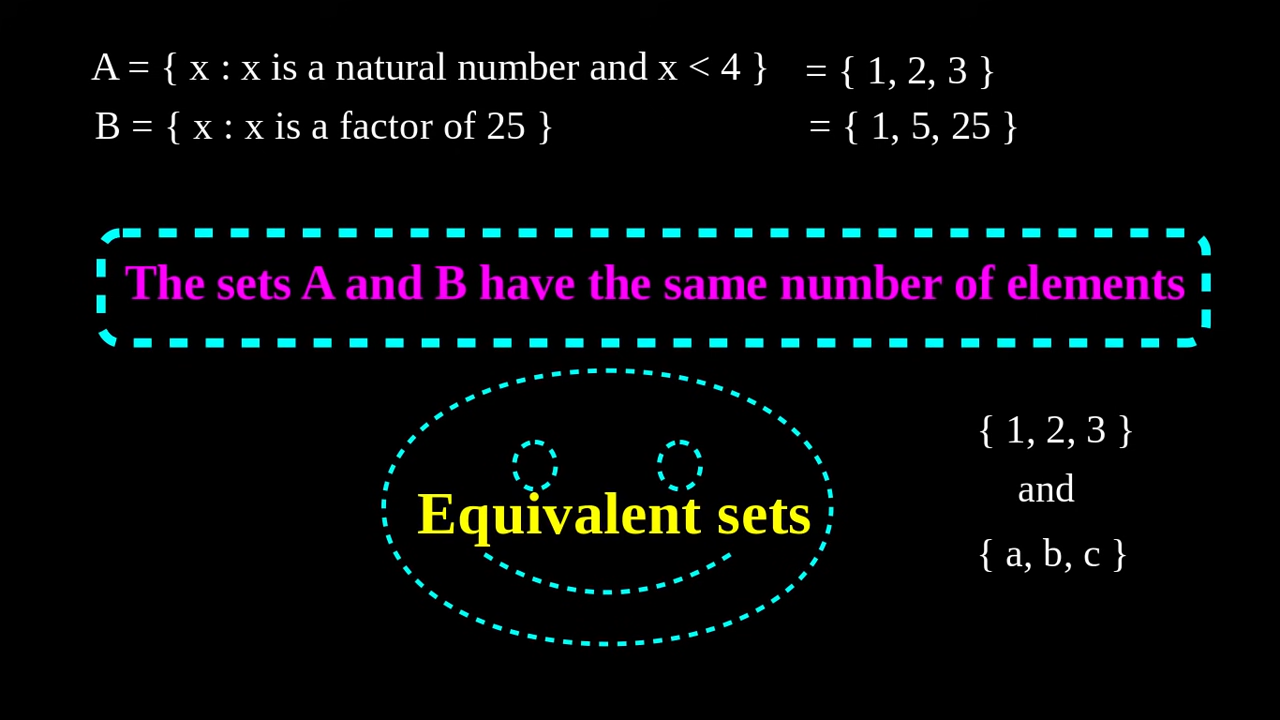 A = { x : x is a natural number and x < 4 } = { 1, 2, 3 }
B = { x : x is a factor of 25 } = { 1, 5, 25 }
The sets A and B have the same number of elements
Equivalent sets
{ 1, 2, 3 }
and
{ a, b, c }